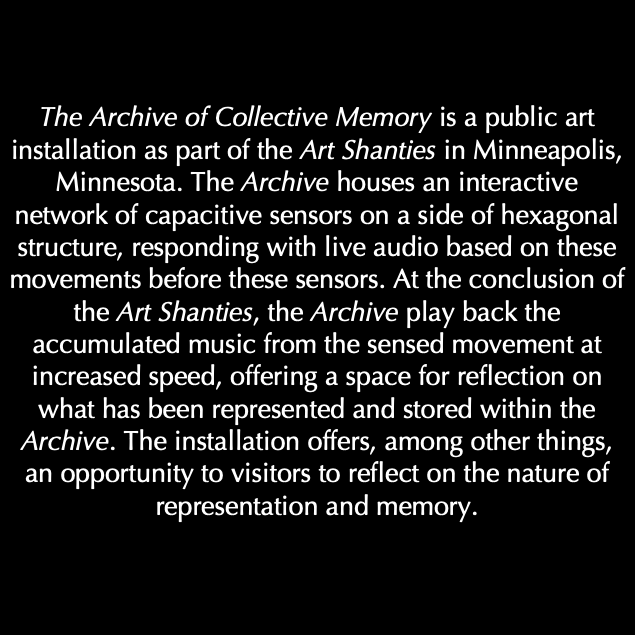 The Archive of Collective Memory is a public art
installation as part of the Art Shanties in Minneapolis,
Minnesota. The Archive houses an interactive
network of capacitive sensors on a side of hexagonal
structure, responding with live audio based on these
movements before these sensors. At the conclusion of
the Art Shanties, the Archive play back the
accumulated music from the sensed movement at
increased speed, offering a space for reflection on
what has been represented and stored within the
Archive. The installation offers, among other things,
an opportunity to visitors to reflect on the nature of
representation and memory.